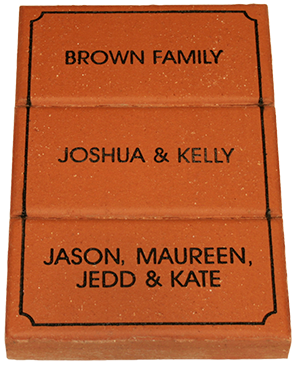 BROWN FAMILY
JOSHUA & KELLY
JASON, MAUREEN,
JEDD & KATE